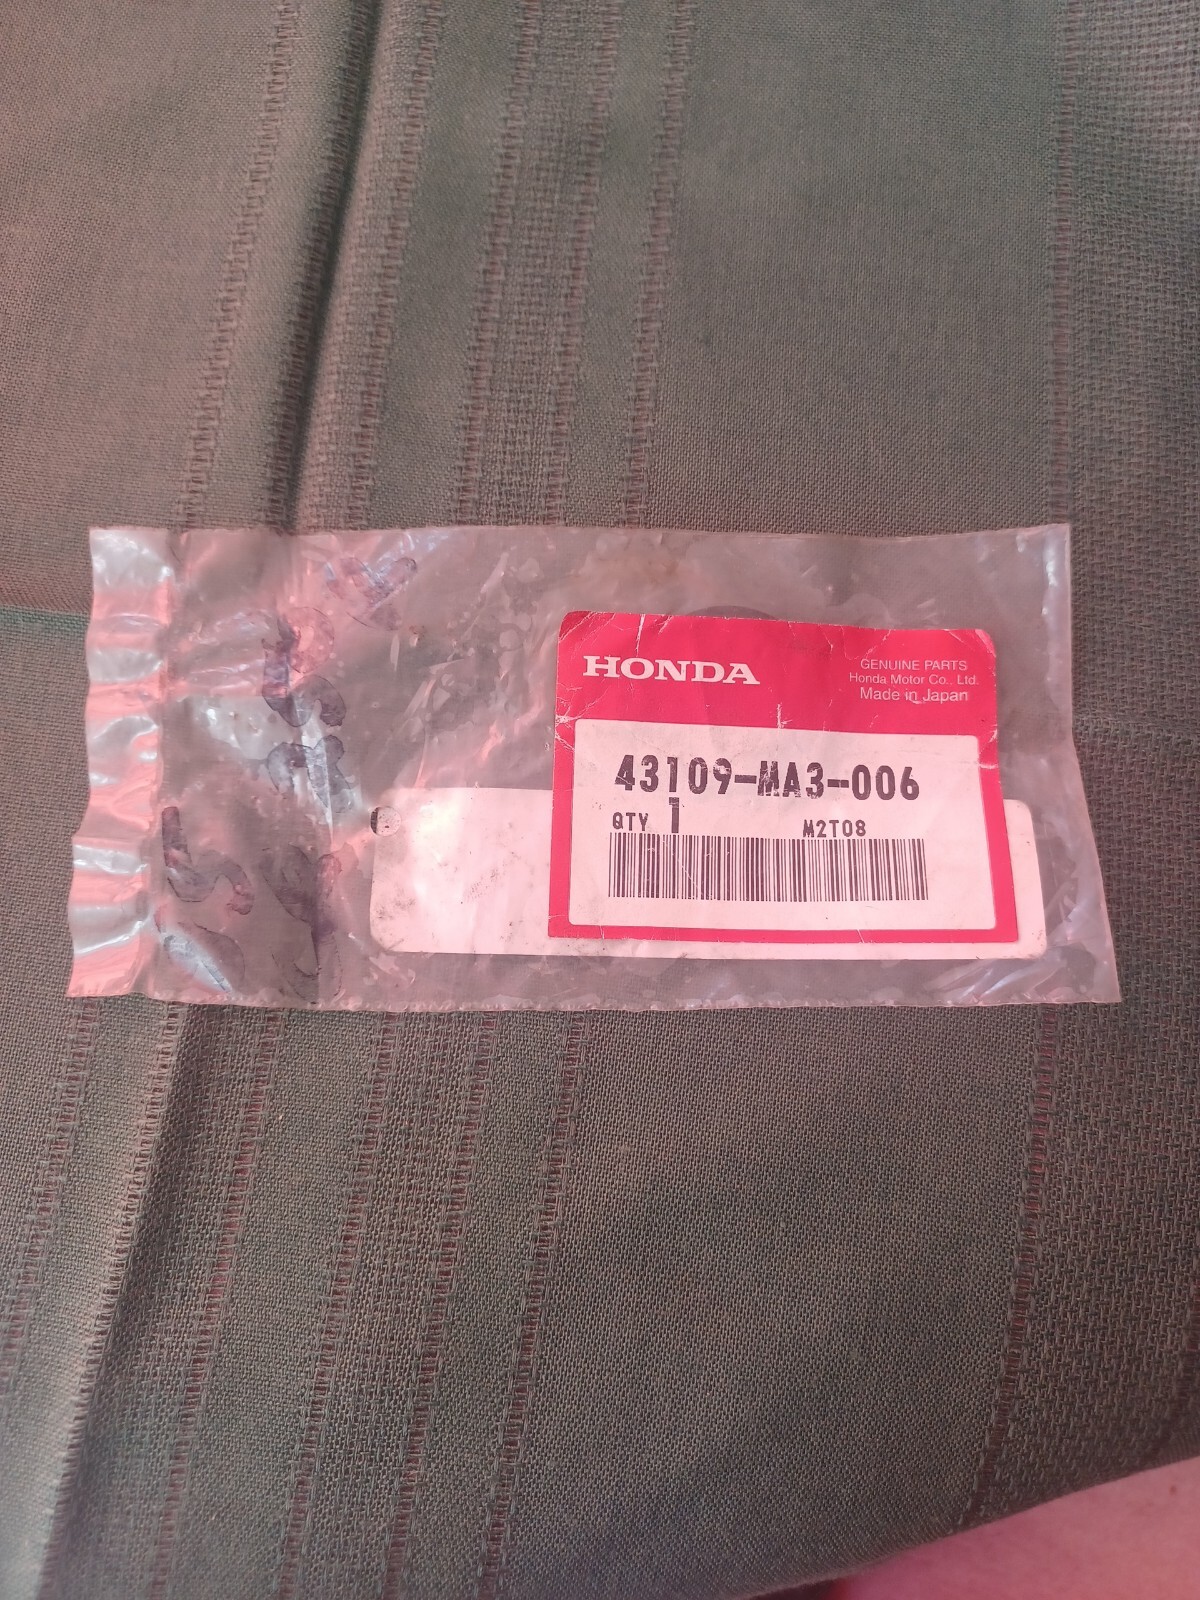 HONDA
GENUINE PARTS
Honda Motor Co., Ltd.
Made in Japan
43109-MA3-006
QTY 1 M2T08